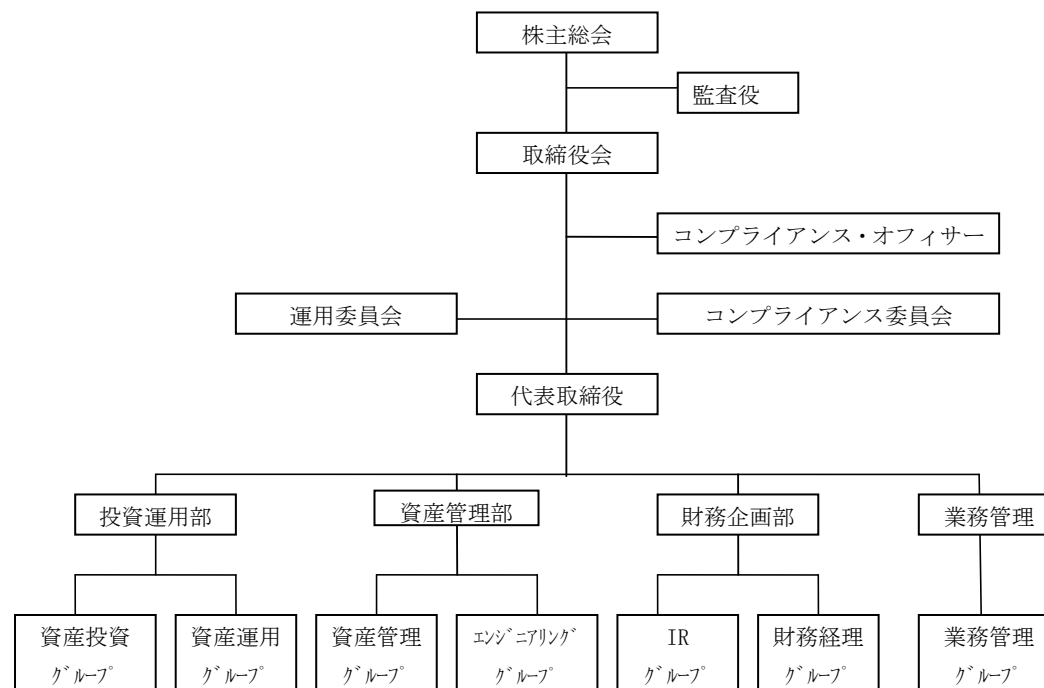 株主総会
監査役
取締役会
コンプライアンス・オフィサー
運用委員会
コンプライアンス委員会
代表取締役
投資運用部
資産管理部
財務企画部
業務管理
資産投資
ｸﾞﾙｰﾌﾟ
資産運用
ｸﾞﾙｰﾌﾟ
資産管理
ｸﾞﾙｰﾌﾟ
ｴﾝｼﾞﾆｱﾘﾝｸﾞ
ｸﾞﾙｰﾌﾟ
IR
ｸﾞﾙｰﾌﾟ
財務経理
ｸﾞﾙｰﾌﾟ
業務管理
ｸﾞﾙｰﾌﾟ